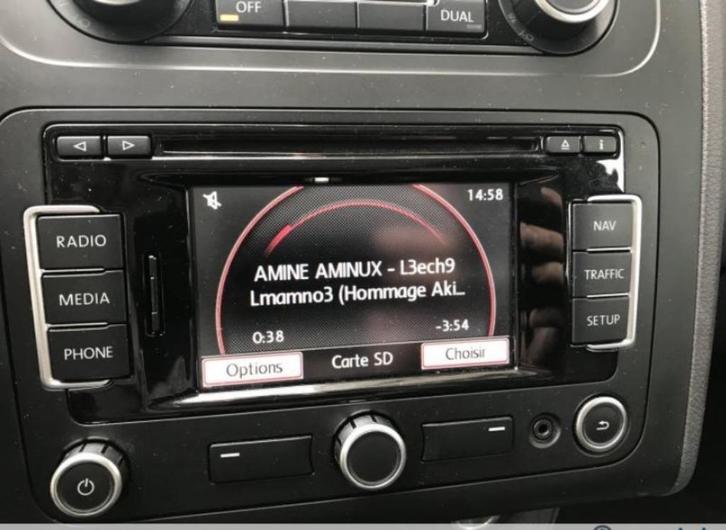 OFF
DUAL
i
14:58
RADIO
NAV
AMINE AMINUX - L3ech9
Lmamno3 (Hommage Aki...
MEDIA
TRAFFIC
0:38
-3:54
SETUP
PHONE
Options
Carte SD
Choisir